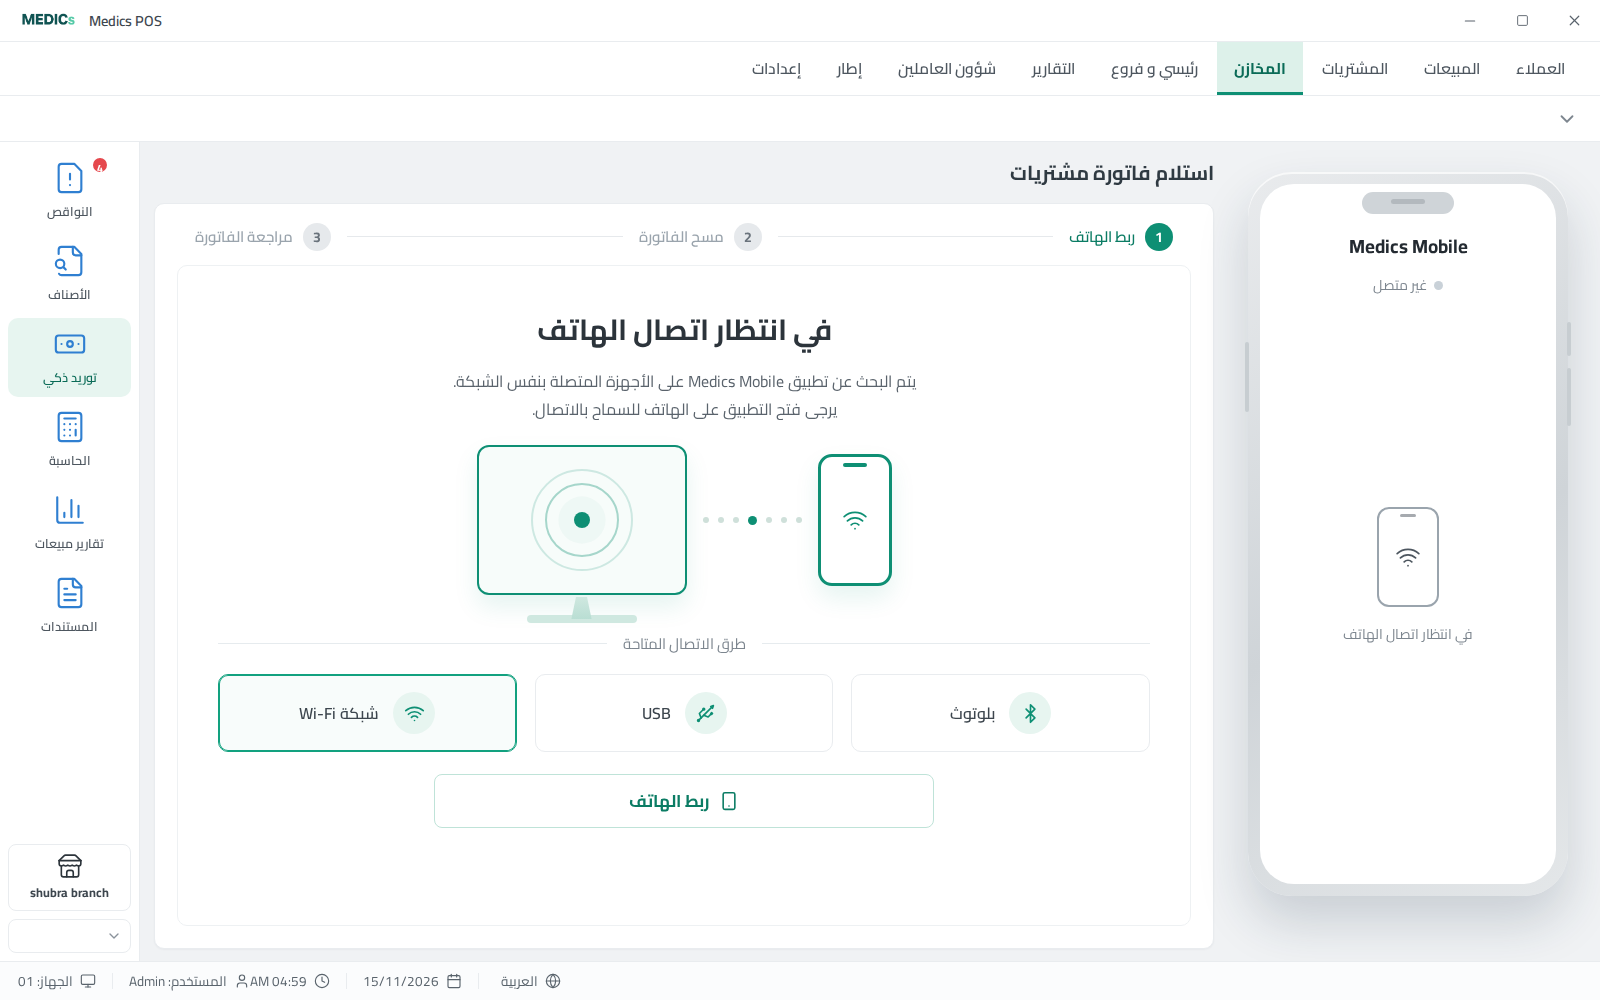 MEDICs Medics POS
العملاء المبيعات المشتريات المخازن رئيسي و فروع التقارير شؤون العاملين إطار إعدادات
استلام فاتورة مشتريات
1 ربط الهاتف 2 مسح الفاتورة 3 مراجعة الفاتورة
في انتظار اتصال الهاتف
يتم البحث عن تطبيق Medics Mobile على الأجهزة المتصلة بنفس الشبكة.
يرجى فتح التطبيق على الهاتف للسماح بالاتصال.
طرق الاتصال المتاحة
بلوتوث USB شبكة Wi-Fi
ربط الهاتف
Medics Mobile
غير متصل
في انتظار اتصال الهاتف
النواقص
الأصناف
توريد ذكي
الحاسبة
تقارير مبيعات
المستندات
shubra branch
العربية 15/11/2026 04:59 AM المستخدم: Admin الجهاز: 01